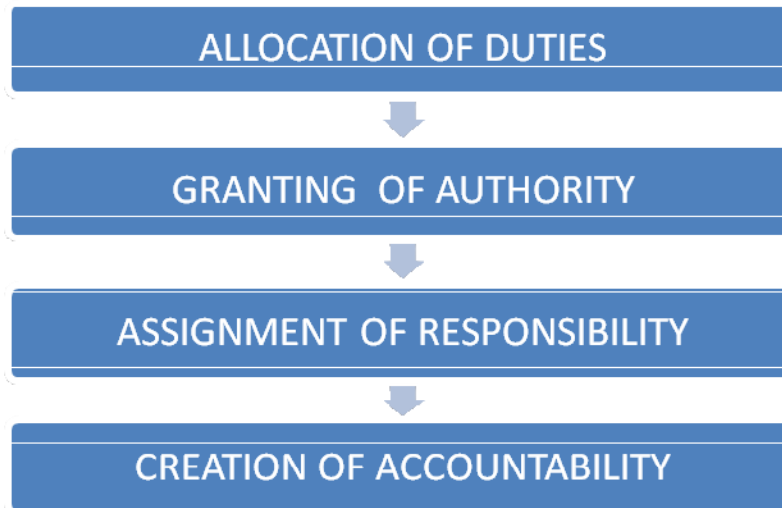 ALLOCATION OF DUTIES
GRANTING OF AUTHORITY
ASSIGNMENT OF RESPONSIBILITY
CREATION OF ACCOUNTABILITY